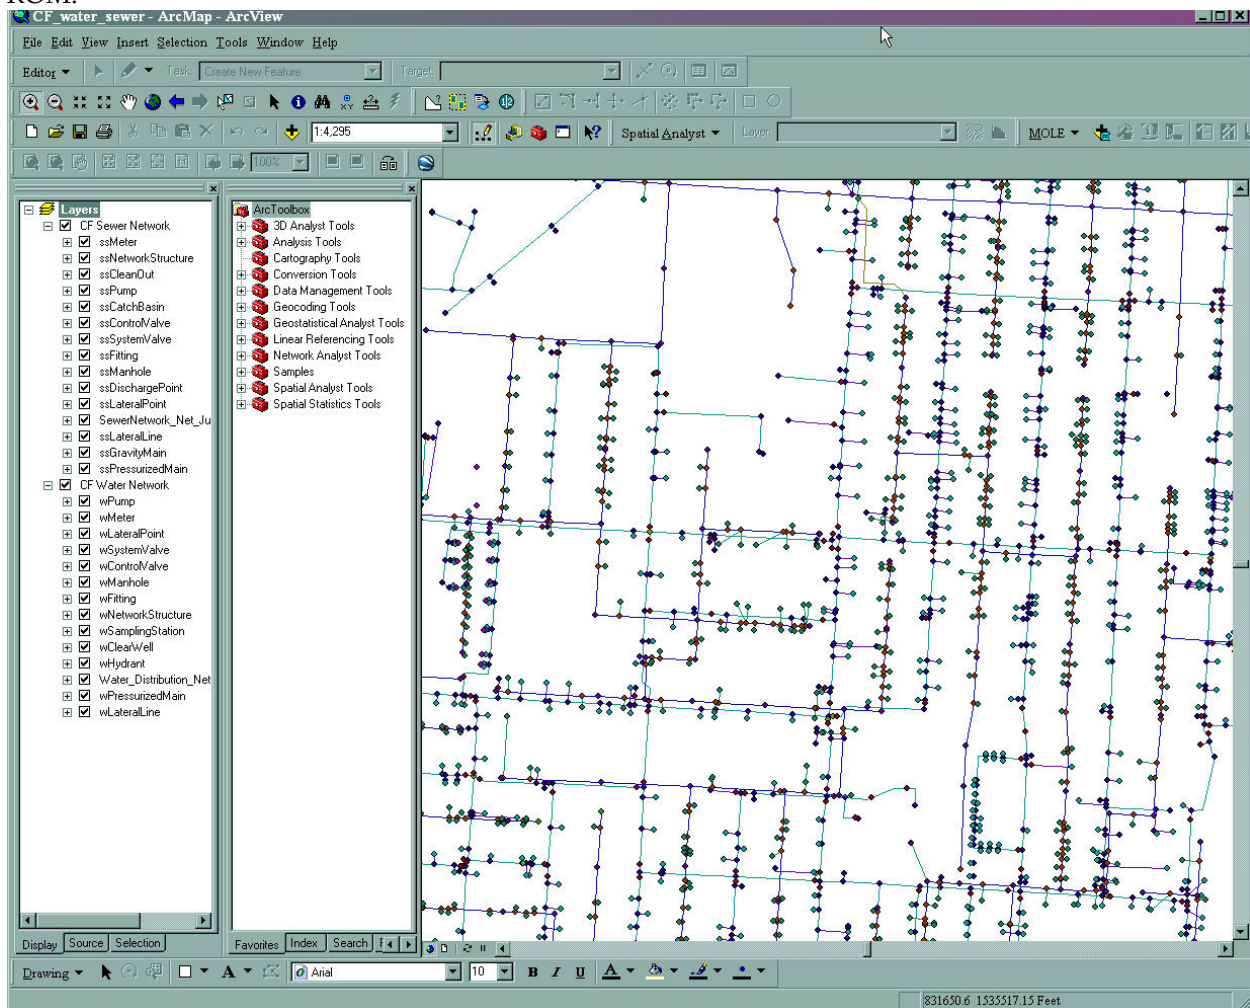 ROM.
CF_water_sewer - ArcMap - ArcView
File Edit View Insert Selection Tools Window Help
Editor Task: Create New Feature Target:
1:4,295 Spatial Analyst Layer: MOLE
100%
Layers
CF Sewer Network
ssMeter
ssNetworkStructure
ssCleanOut
ssPump
ssCatchBasin
ssControlValve
ssSystemValve
ssFitting
ssManhole
ssDischargePoint
ssLateralPoint
SewerNetwork_Net_Ju
ssLateralLine
ssGravityMain
ssPressurizedMain
CF Water Network
wPump
wMeter
wLateralPoint
wSystemValve
wControlValve
wManhole
wFitting
wNetworkStructure
wSamplingStation
wClearWell
wHydrant
Water_Distribution_Net
wPressurizedMain
wLateralLine
Display Source Selection
ArcToolbox
3D Analyst Tools
Analysis Tools
Cartography Tools
Conversion Tools
Data Management Tools
Geocoding Tools
Geostatistical Analyst Tools
Linear Referencing Tools
Network Analyst Tools
Samples
Spatial Analyst Tools
Spatial Statistics Tools
Favorites Index Search
Drawing A Arial 10 B I U A
831650.6 1535517.15 Feet